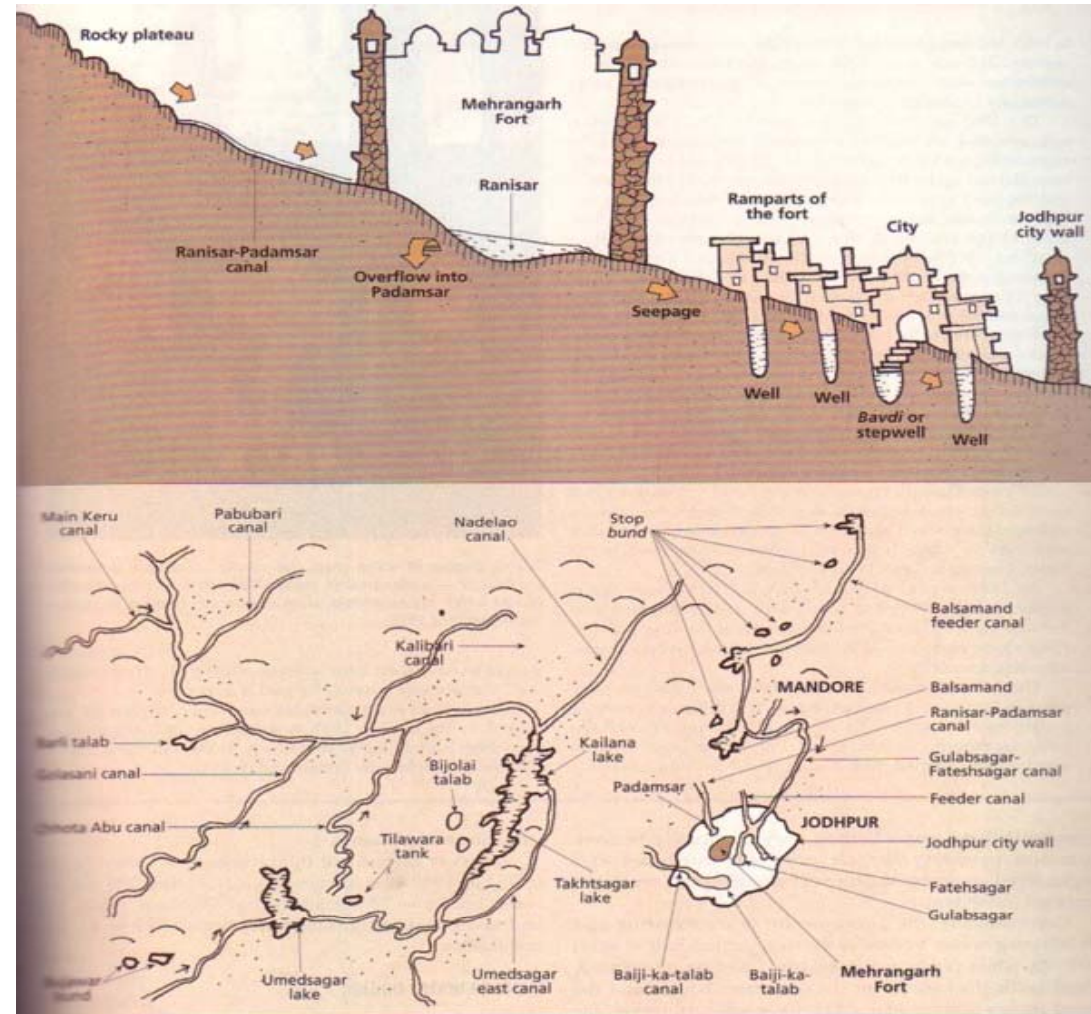 Rocky plateau
Mehrangarh
Fort
Ranisar
Ramparts of
the fort
City
Jodhpur
city wall
Ranisar-Padamsar
canal
Overflow into
Padamsar
Seepage
Well
Well
Bavdi or
stepwell
Well
Main Keru
canal
Pabubari
canal
Nadelao
canal
Stop
bund
Balsamand
feeder canal
Kalibari
canal
MANDORE
Balsamand
Ranisar-Padamsar
canal
Barli talab
Kailana
lake
Bijolai
talab
Golasani canal
Padamsar
Gulabsagar-
Fateshsagar canal
Feeder canal
Chhota Abu canal
Tilawara
tank
JODHPUR
Jodhpur city wall
Takhtsagar
lake
Fatehsagar
Gulabsagar
bund
Umedsagar
lake
Umedsagar
east canal
Baiji-ka-talab
canal
Baiji-ka-
talab
Mehrangarh
Fort